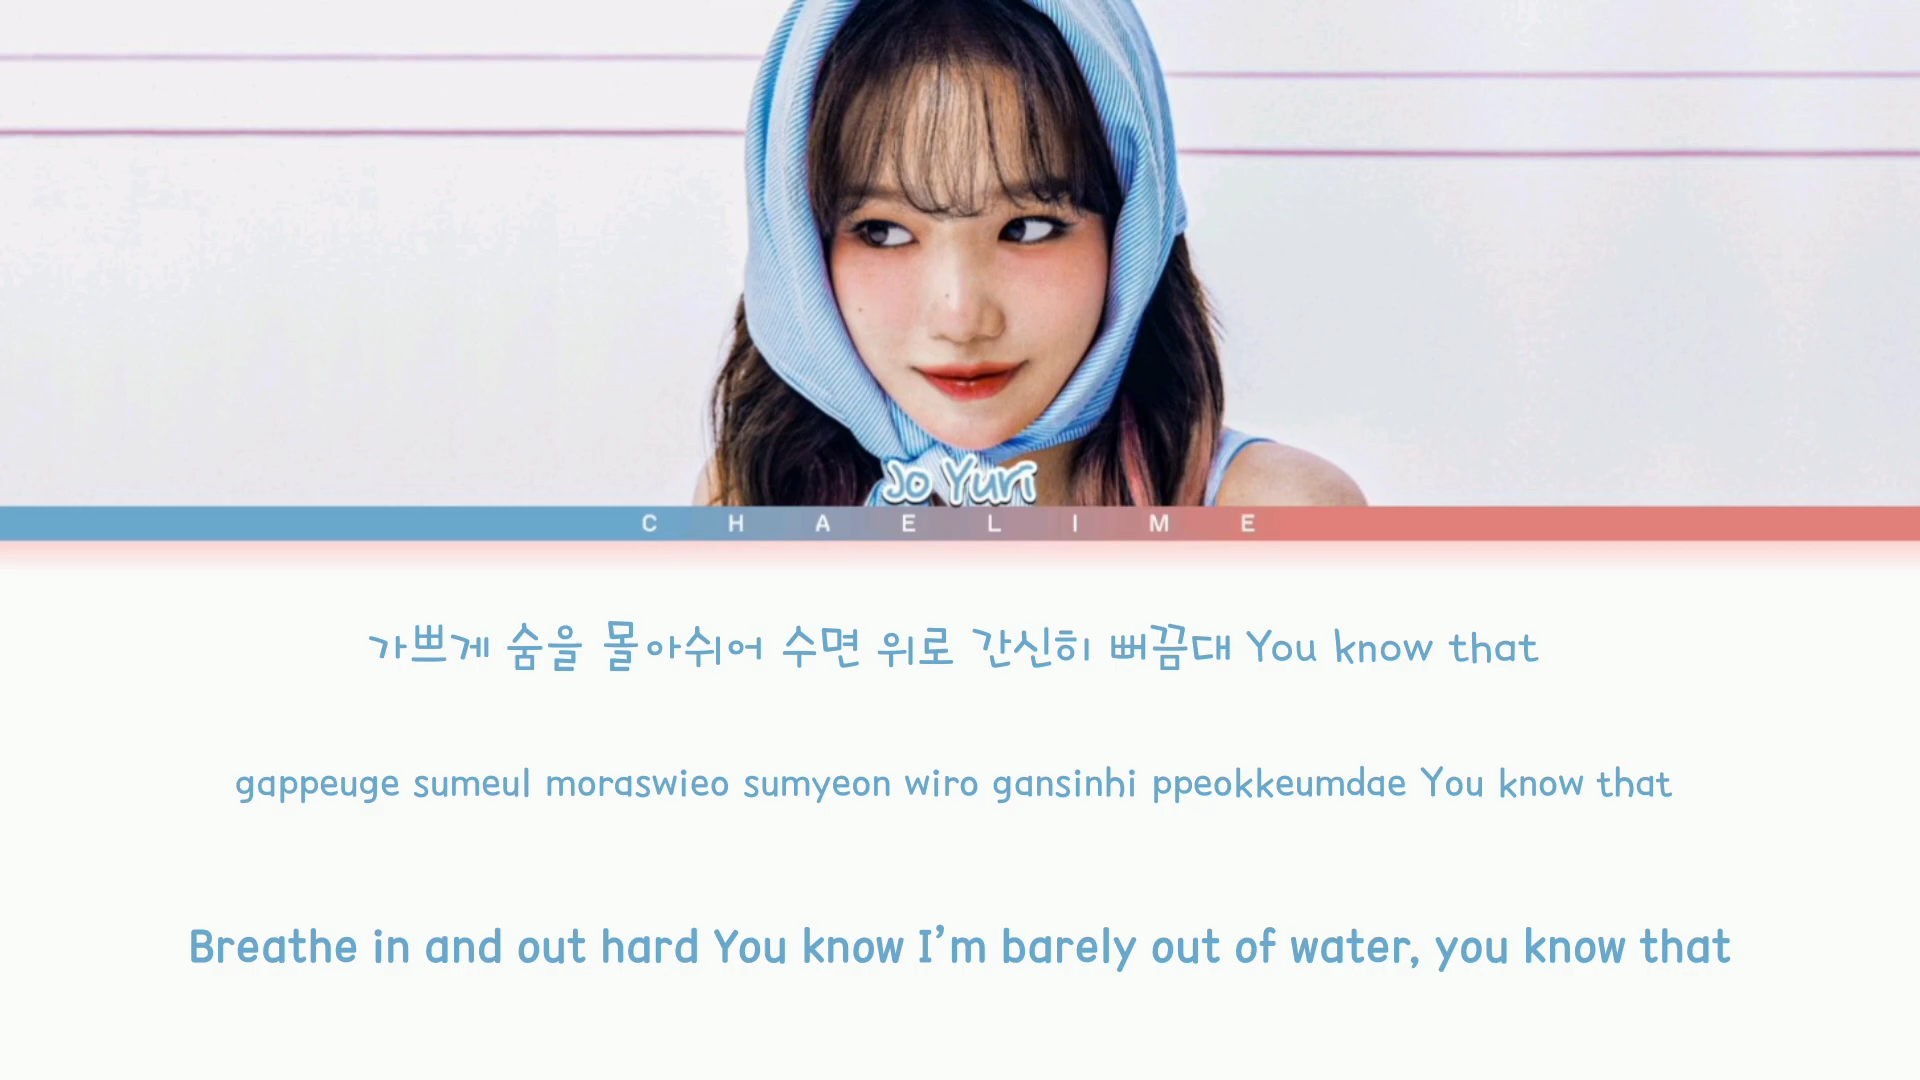 Jo Yuri
CHAELIME
가쁘게 숨을 몰아쉬어 수면 위로 간신히 뻐끔대 You know that
gappeuge sumeul moraswieo sumyeon wiro gansinhi ppeokkeumdae You know that
Breathe in and out hard You know I’m barely out of water, you know that